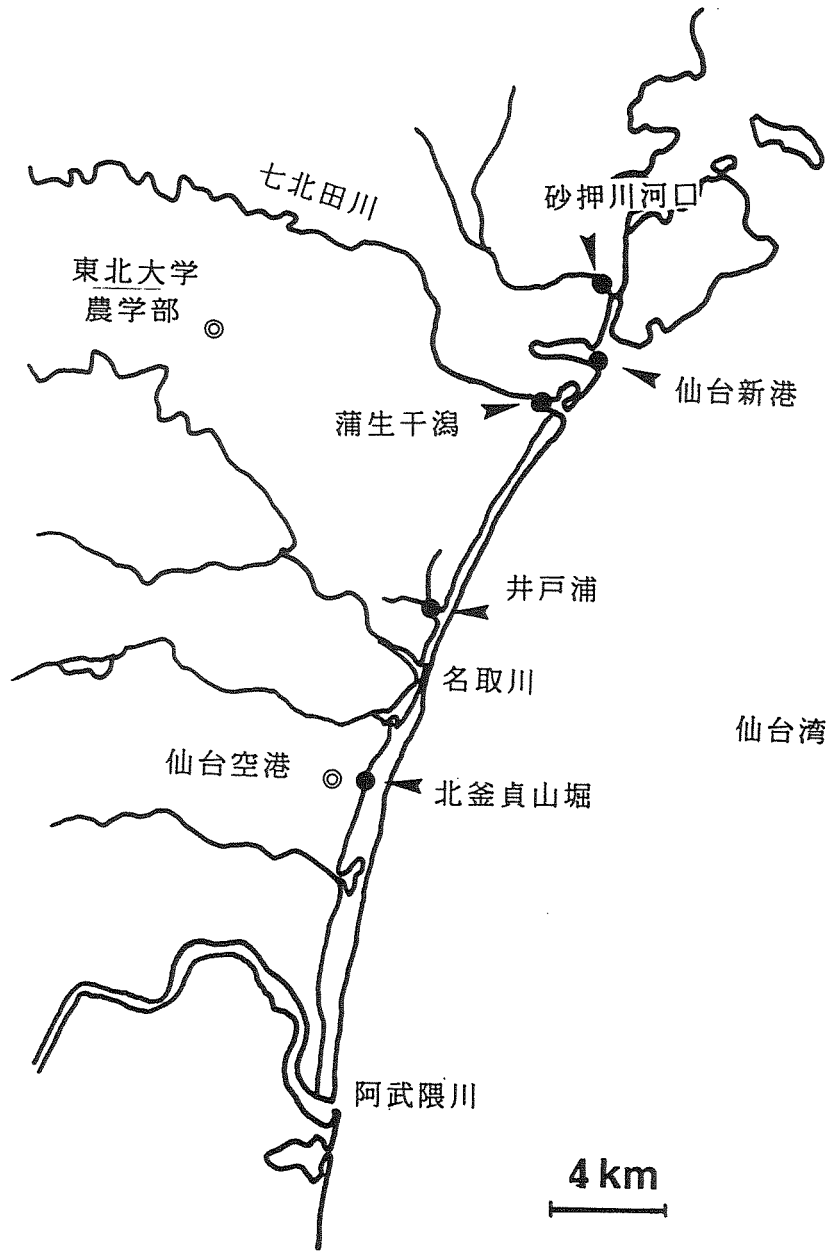 七北田川
砂押川河口
東北大学
農学部
仙台新港
蒲生干潟
井戸浦
名取川
仙台湾
仙台空港
北釜貞山堀
阿武隈川
4 km